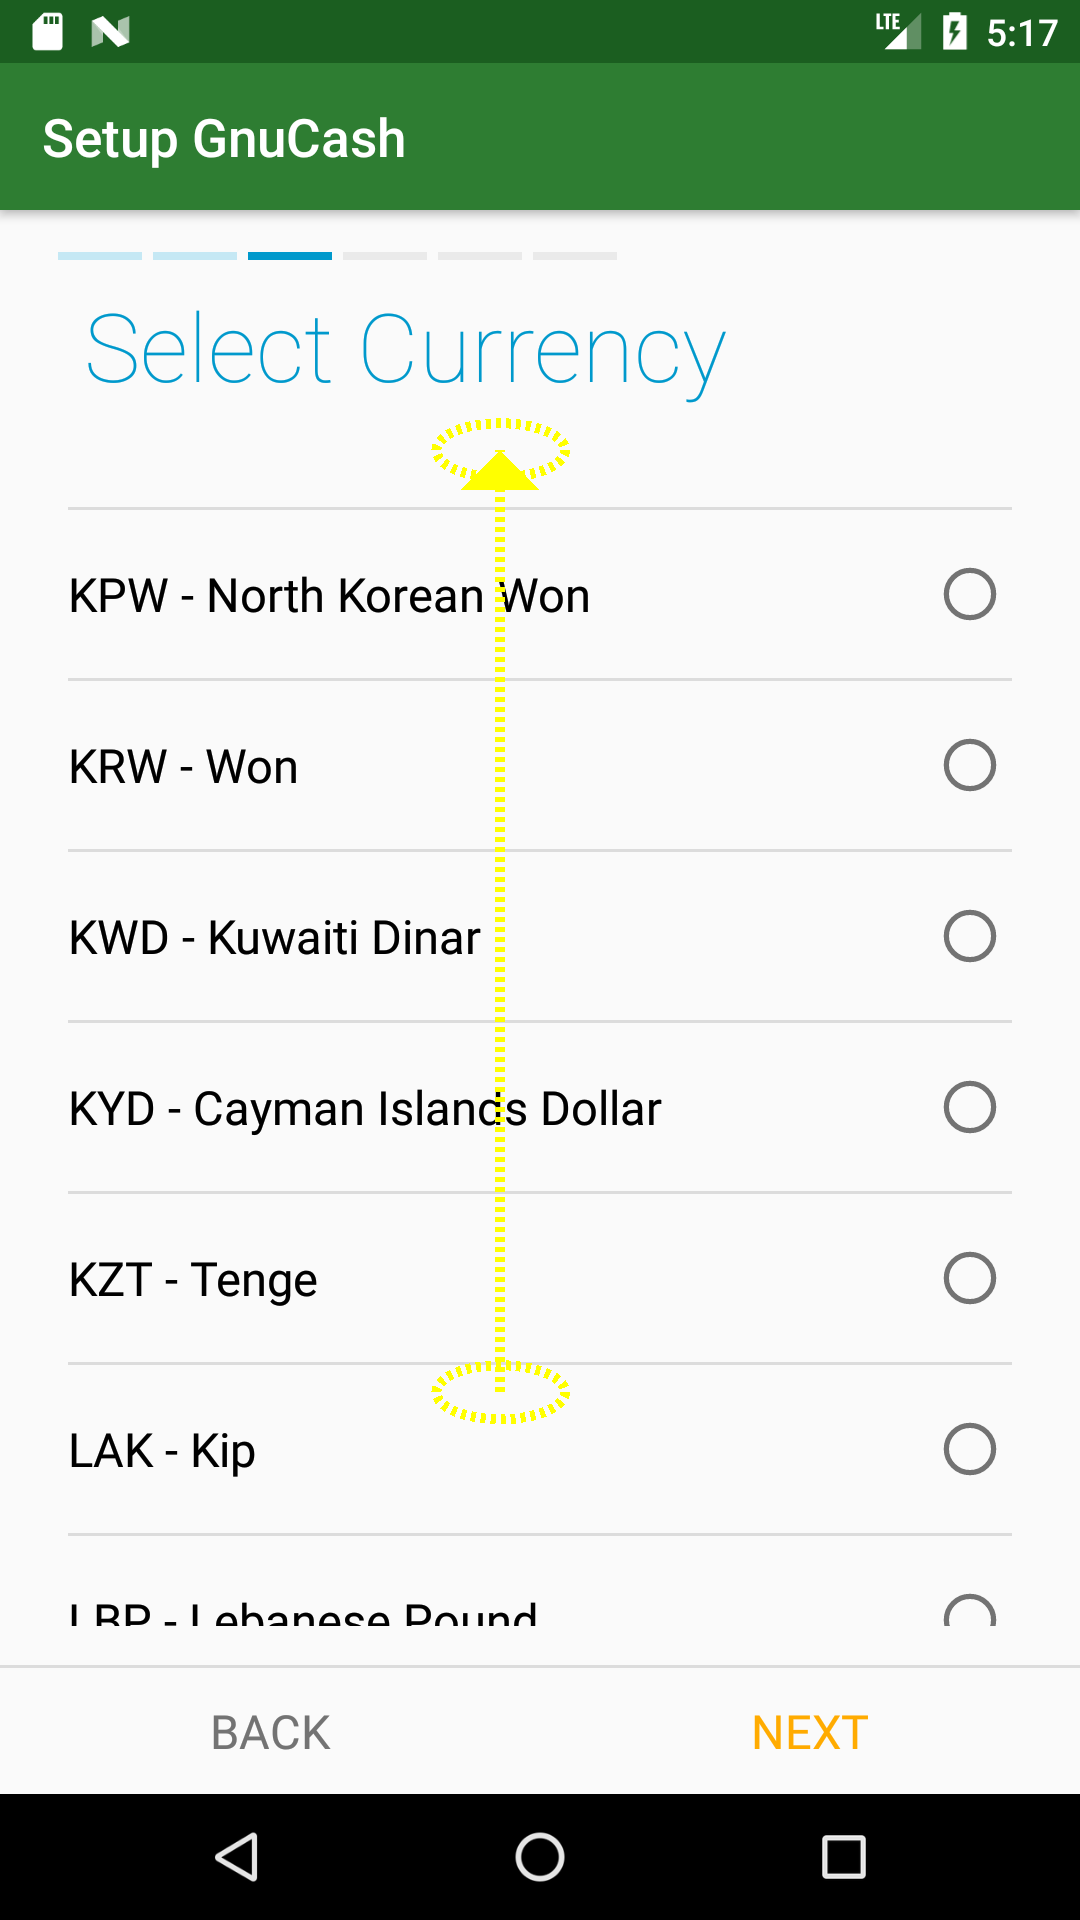 LTE 5:17
Setup GnuCash
Select Currency
KPW - North Korean Won
KRW - Won
KWD - Kuwaiti Dinar
KYD - Cayman Islands Dollar
KZT - Tenge
LAK - Kip
LBP - Lebanese Pound
BACK NEXT